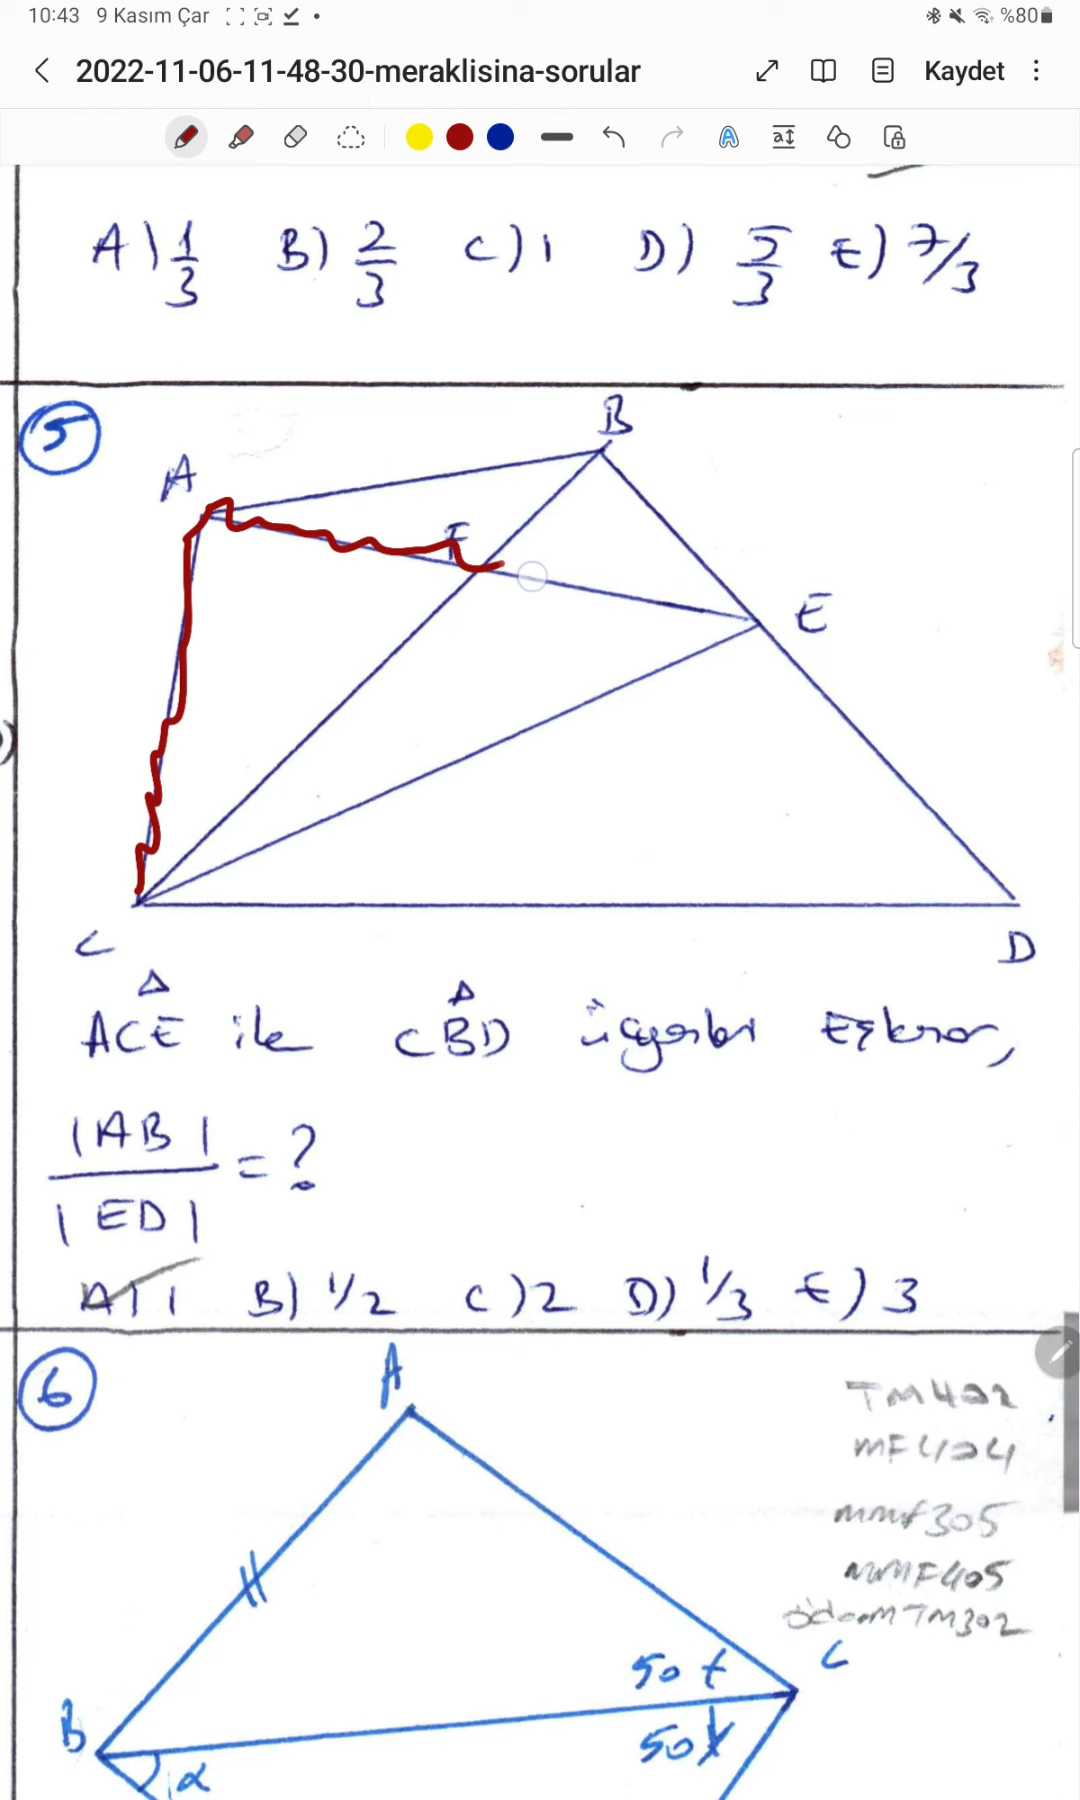 10:43 9 Kasım Çar
%80
2022-11-06-11-48-30-meraklisina-sorular
Kaydet
A) 1/3 B) 2/3 C) 1 D) 5/3 E) 7/3
5
B
A
F
E
C
D
ACE ile CBD üçgenleri Eşkenar,
|AB| / |ED| = ?
A) 1 B) 1/2 C) 2 D) 1/3 E) 3
6
A
TM402
MF404
MMF305
MMF405
TM302
C
50
B
50
α